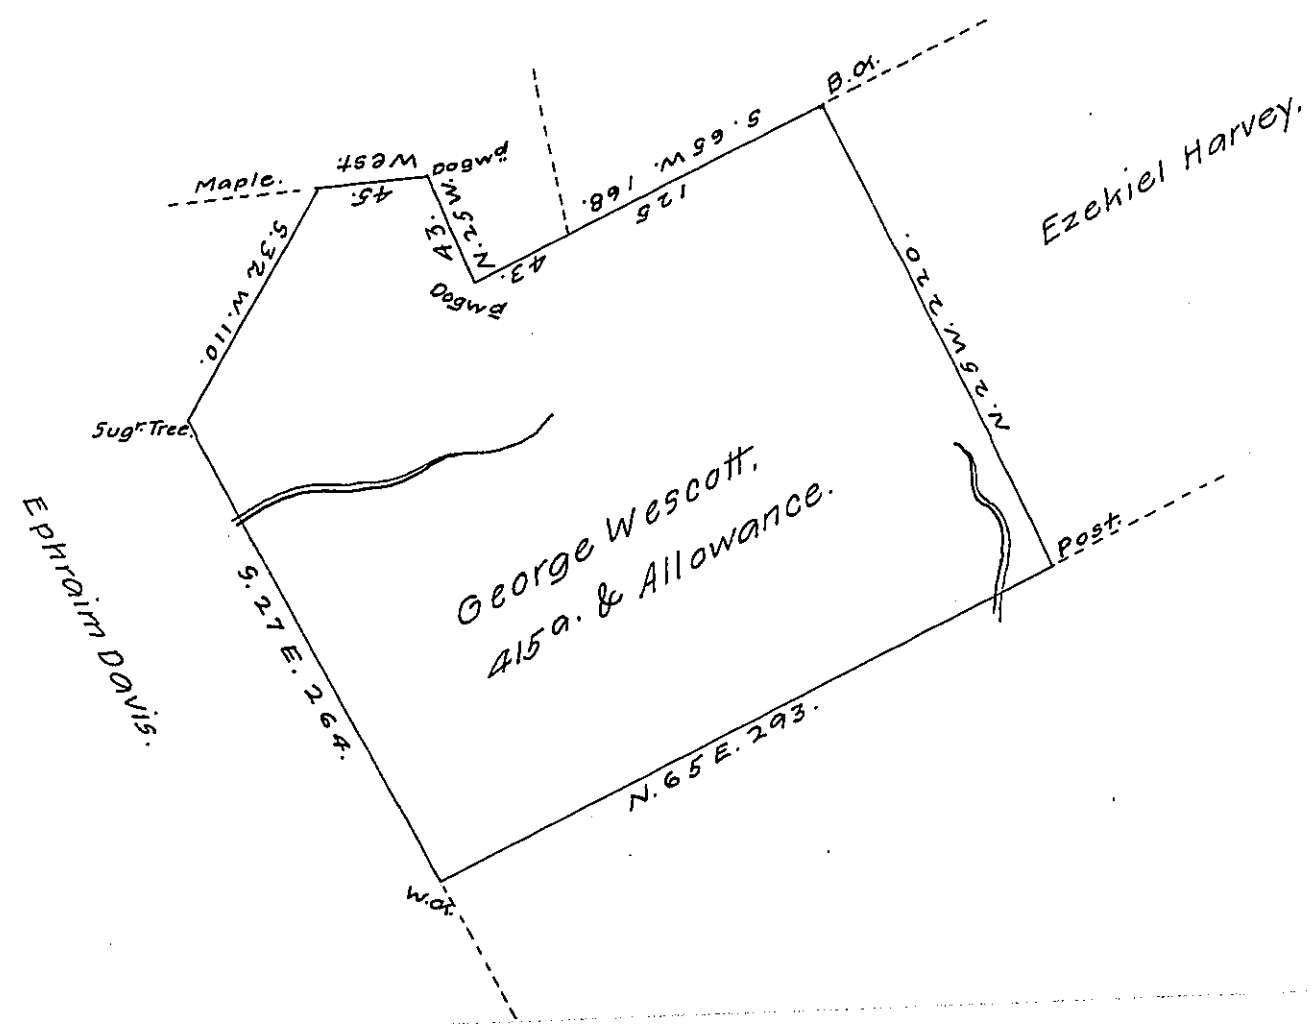 B.O.
Ezekiel Harvey.
S. 65 W. 168.
125
43.
Dogwd
West.
45.
Maple.
N. 25 W.
43.
Dogwd
S. 32 W. 110.
N. 25 W. 220.
Sugr. Tree.
Ephraim Davis.
George Wescott,
415 a. & Allowance.
Post.
S. 27 E. 264.
N. 65 E. 293.
W.O.